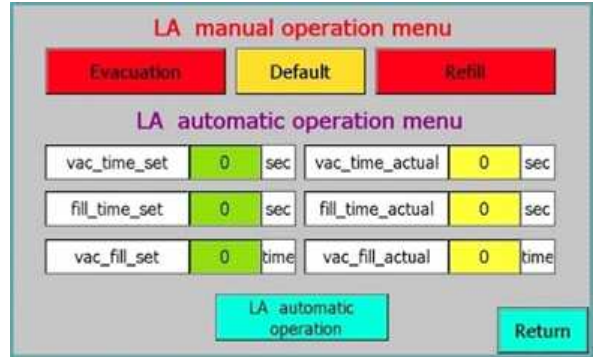 LA manual operation menu
Evacuation Default Refill
LA automatic operation menu
vac_time_set 0 sec vac_time_actual 0 sec
fill_time_set 0 sec fill_time_actual 0 sec
vac_fill_set 0 time vac_fill_actual 0 time
LA automatic
operation
Return